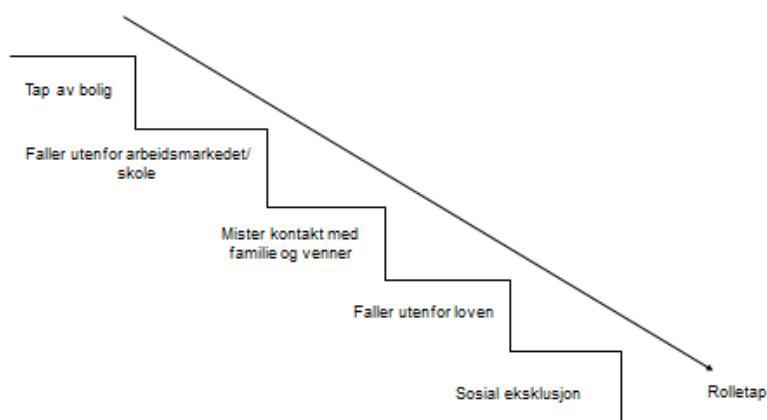 Tap av bolig
Faller utenfor arbeidsmarkedet/
skole
Mister kontakt med
familie og venner
Faller utenfor loven
Sosial eksklusjon
Rolletap